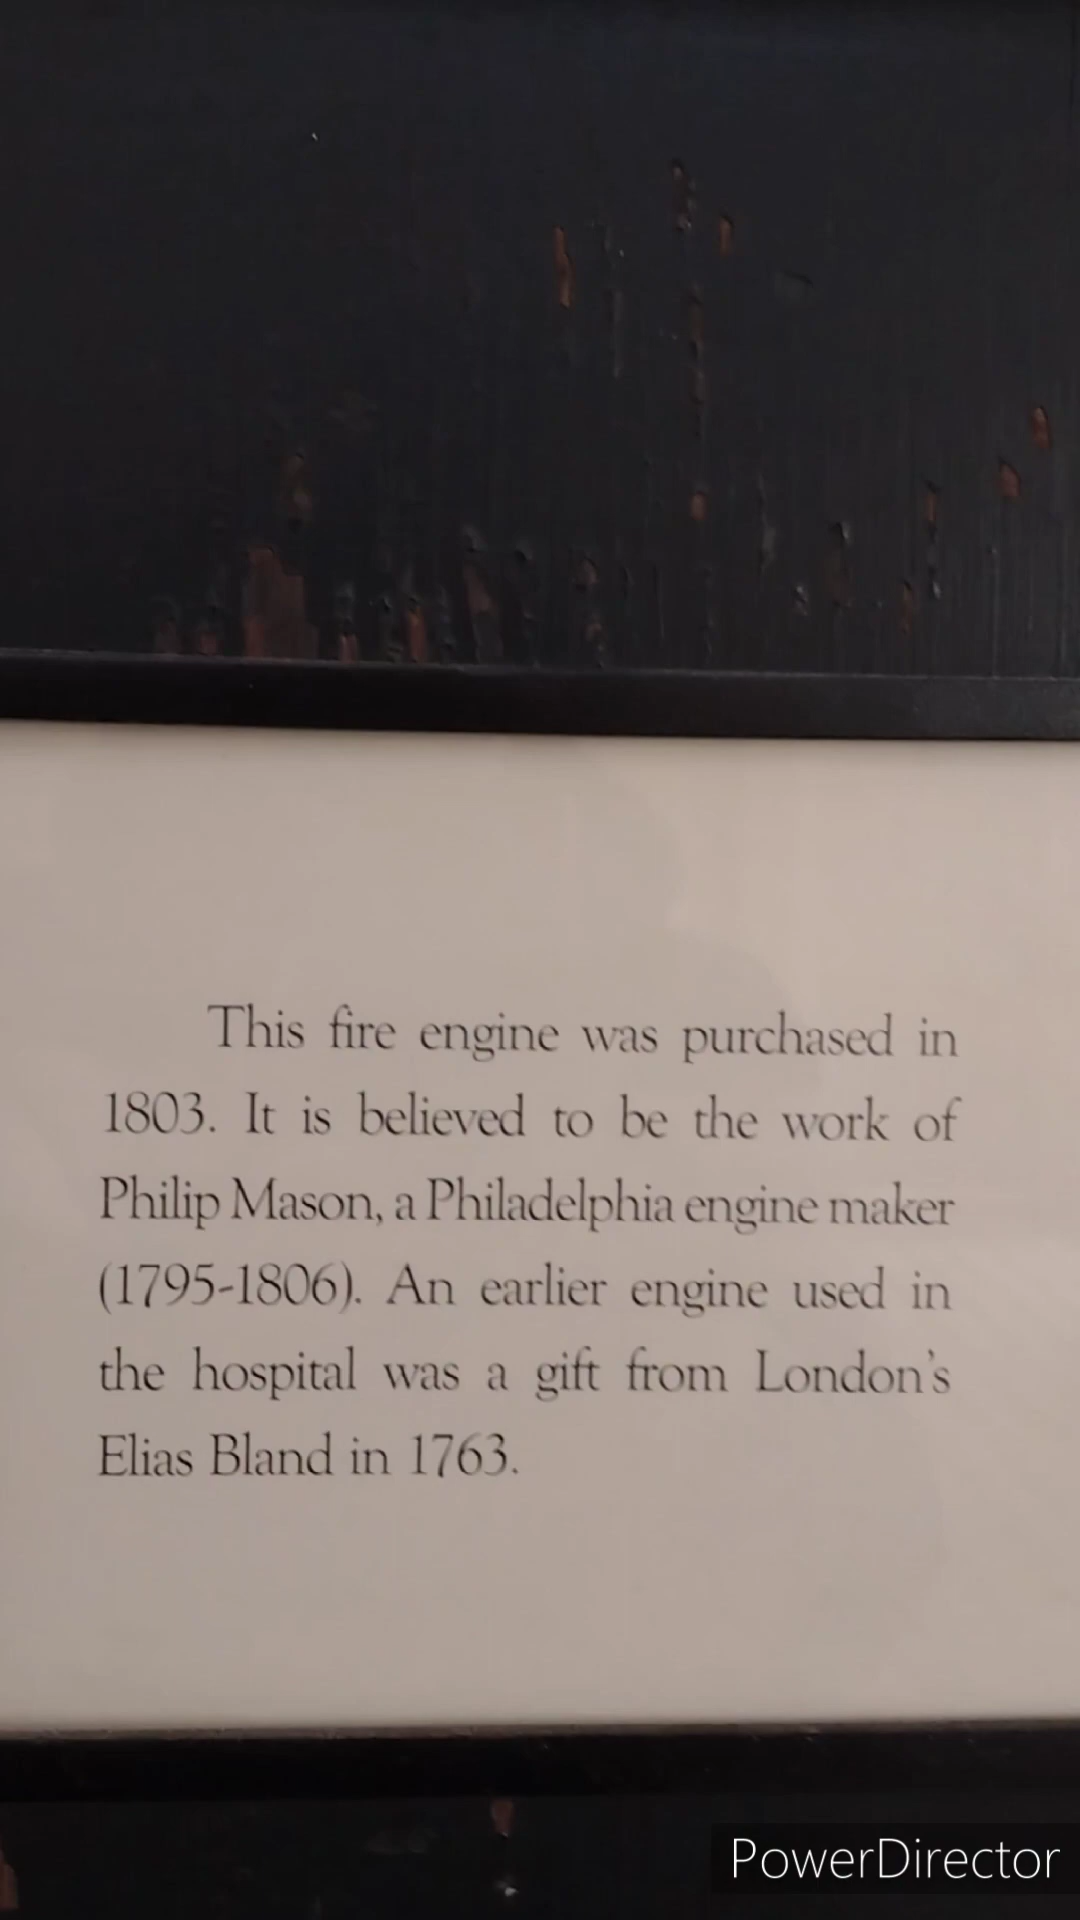 This fire engine was purchased in
1803. It is believed to be the work of
Philip Mason, a Philadelphia engine maker
(1795-1806). An earlier engine used in
the hospital was a gift from London's
Elias Bland in 1763.
PowerDirector